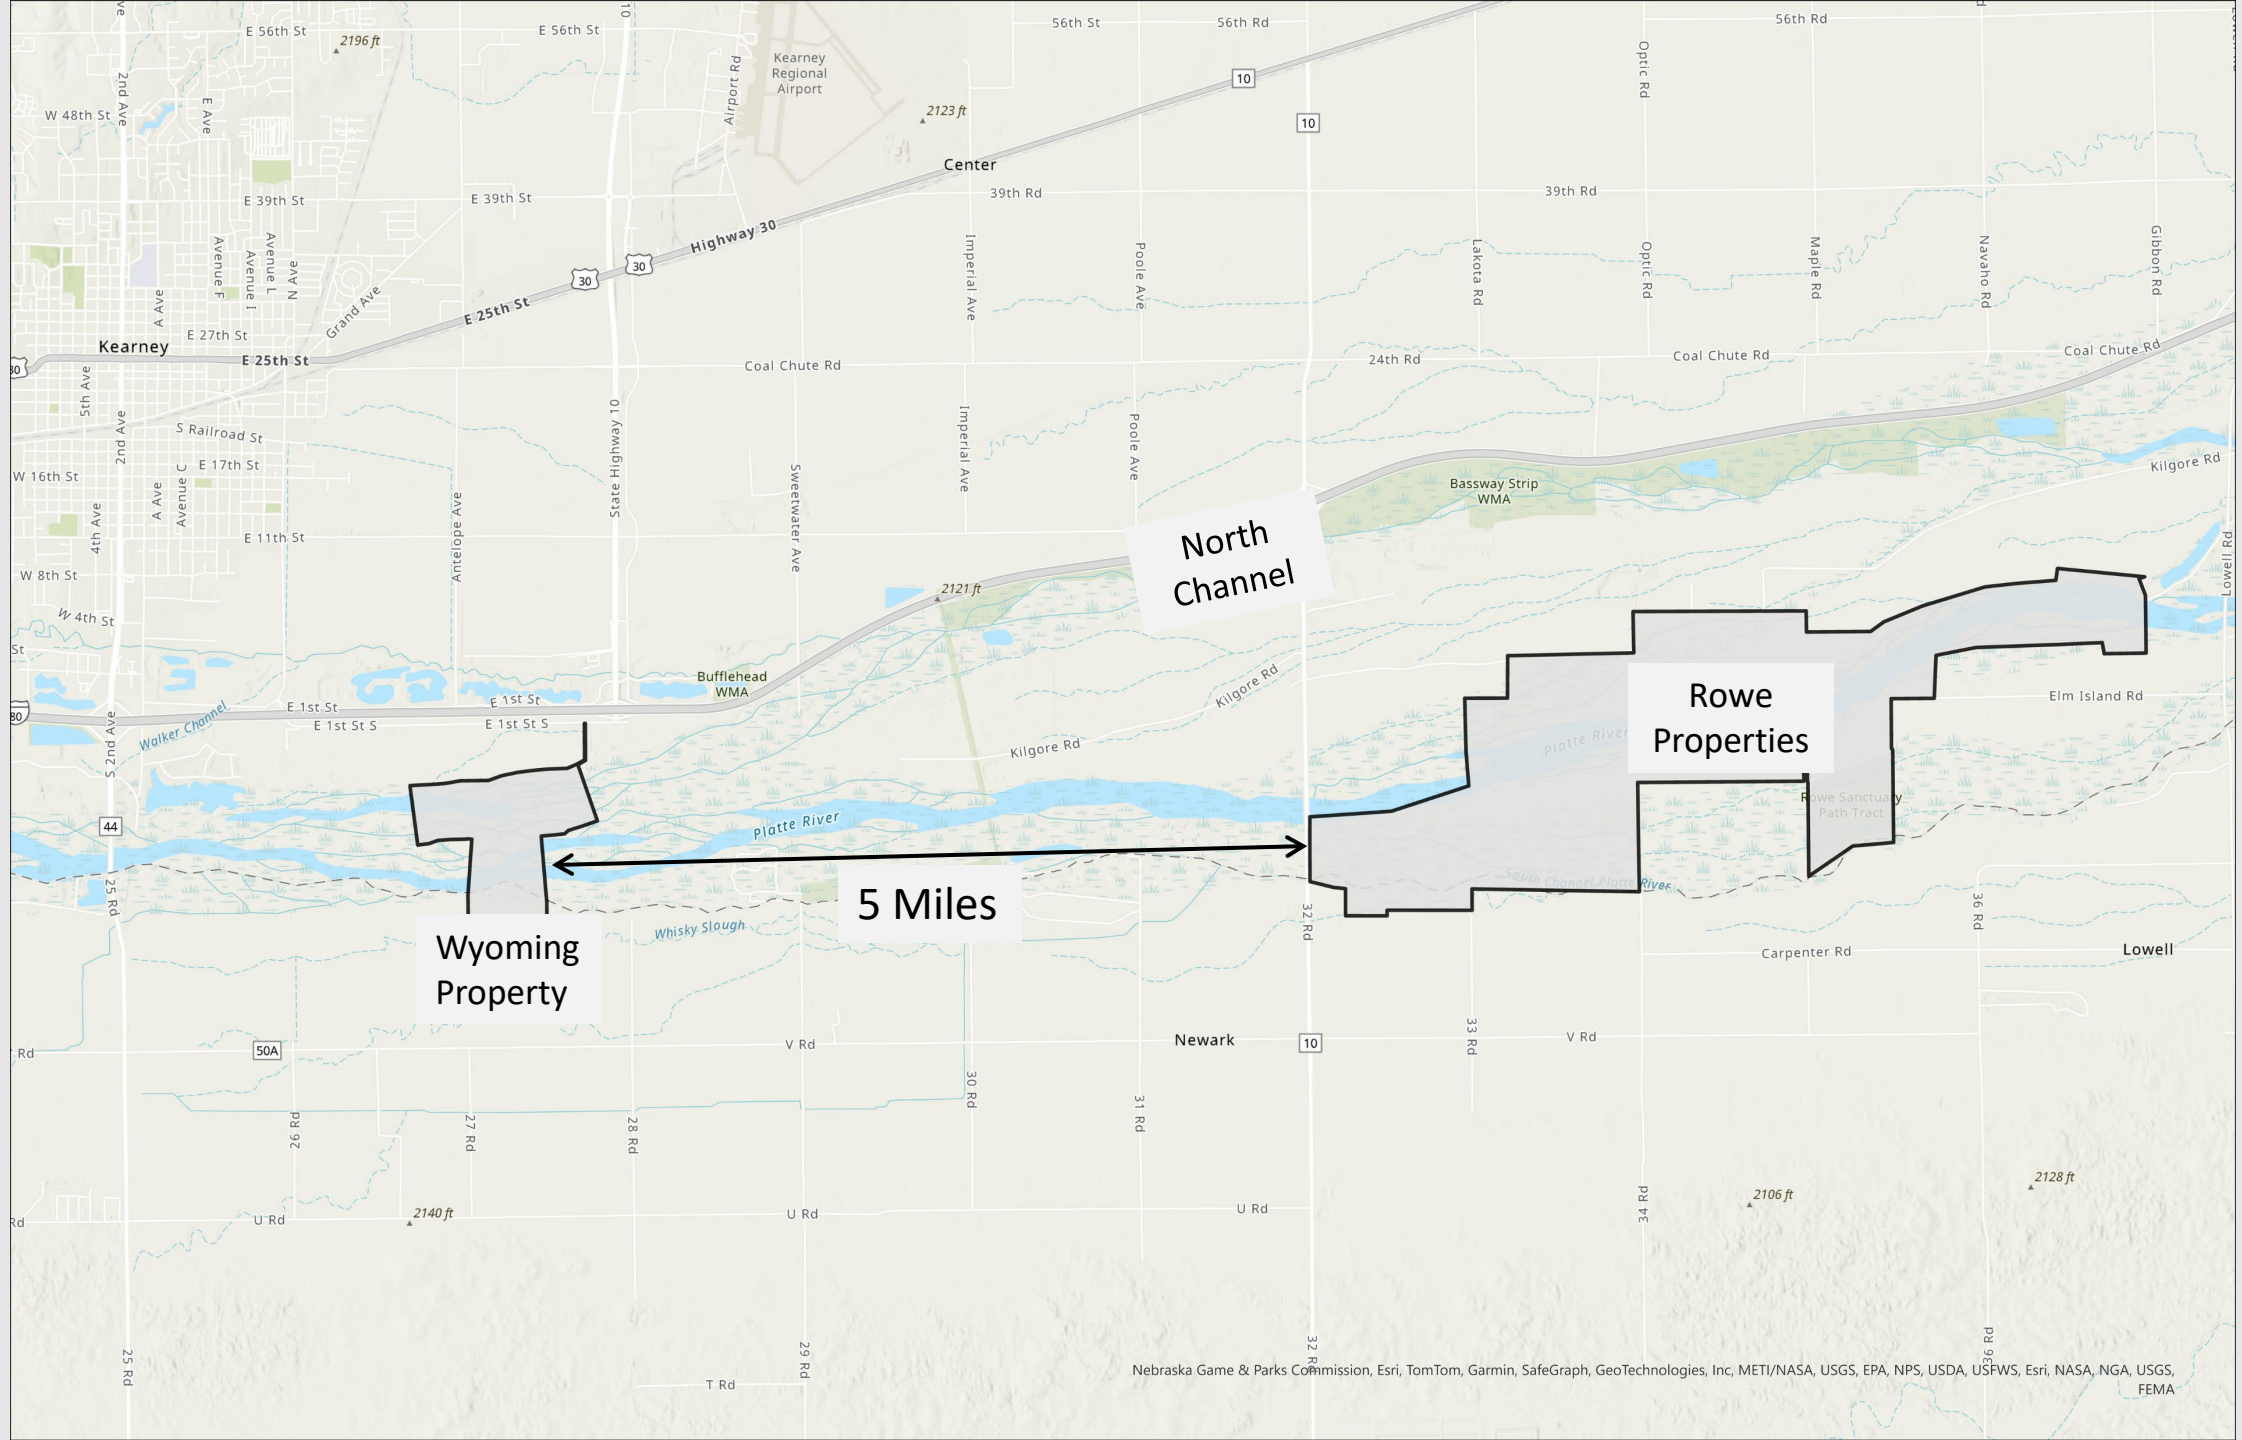 10
56th St
56th Rd
56th Rd
E 56th St
2196 ft
E 56th St
Kearney
Regional
Airport
Airport Rd
Optic Rd
10
2nd Ave
E Ave
W 48th St
2123 ft
10
Center
E 39th St
E 39th St
39th Rd
39th Rd
Highway 30
30
30
Avenue F
Avenue I
Avenue L
N Ave
A Ave
Grand Ave
Imperial Ave
Poole Ave
Lakota Rd
Optic Rd
Maple Rd
Navaho Rd
Gibbon Rd
E 25th St
E 27th St
Kearney
E 25th St
Coal Chute Rd
24th Rd
Coal Chute Rd
Coal Chute Rd
5th Ave
2nd Ave
S Railroad St
E 17th St
W 16th St
A Ave
Avenue C
4th Ave
Antelope Ave
State Highway 10
Sweetwater Ave
Imperial Ave
Poole Ave
Bassway Strip
WMA
Kilgore Rd
E 11th St
North
Channel
W 8th St
W 4th St
St
2121 ft
Lowell Rd
Bufflehead
WMA
Kilgore Rd
Rowe
Properties
Elm Island Rd
80
E 1st St
E 1st St
E 1st St S
E 1st St S
Walker Channel
S 2nd Ave
Kilgore Rd
Platte River
Rowe Sanctuary
Path Tract
44
Platte River
5 Miles
South Channel Platte River
25 Rd
Whisky Slough
32 Rd
36 Rd
Wyoming
Property
Carpenter Rd
Lowell
Rd
50A
V Rd
Newark
10
V Rd
33 Rd
26 Rd
27 Rd
28 Rd
30 Rd
31 Rd
34 Rd
2106 ft
2128 ft
Rd
U Rd
2140 ft
U Rd
U Rd
25 Rd
29 Rd
T Rd
32 Rd
36 Rd
Nebraska Game & Parks Commission, Esri, TomTom, Garmin, SafeGraph, GeoTechnologies, Inc, METI/NASA, USGS, EPA, NPS, USDA, USFWS, Esri, NASA, NGA, USGS,
FEMA